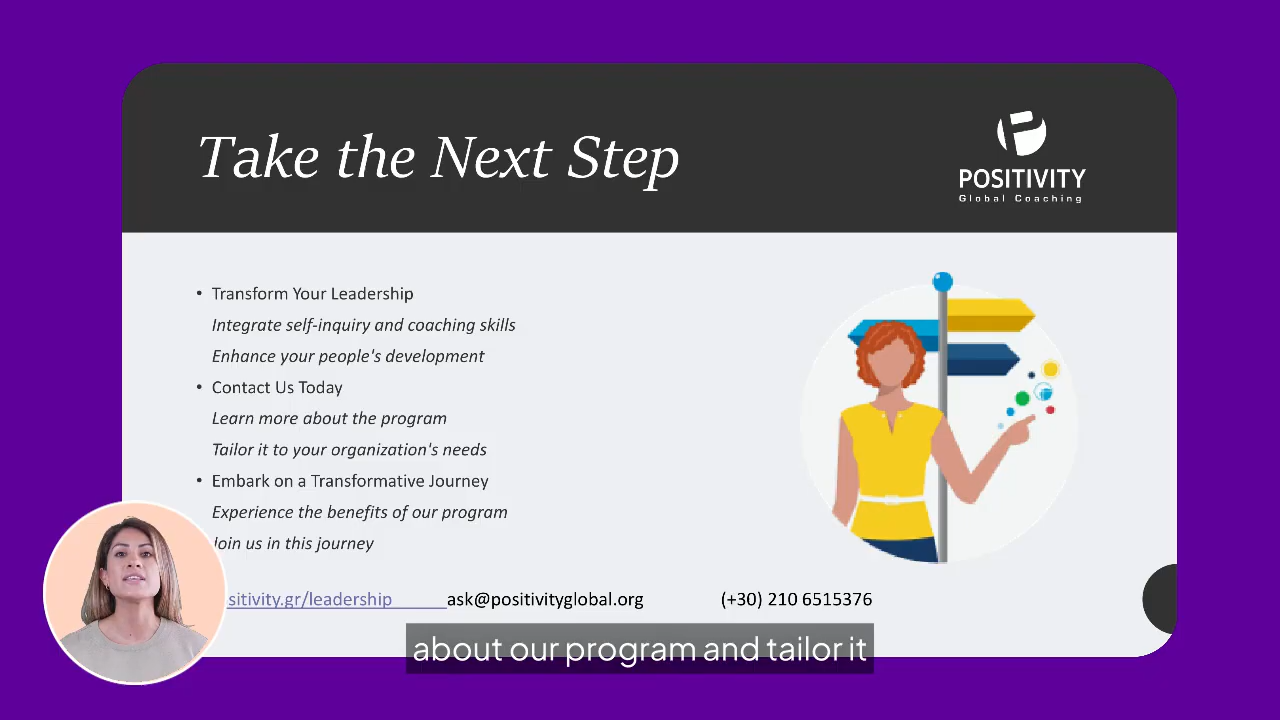 Take the Next Step
POSITIVITY
Global Coaching
• Transform Your Leadership
Integrate self-inquiry and coaching skills
Enhance your people's development
• Contact Us Today
Learn more about the program
Tailor it to your organization's needs
• Embark on a Transformative Journey
Experience the benefits of our program
Join us in this journey
sitivity.gr/leadership ask@positivityglobal.org (+30) 210 6515376
about our program and tailor it